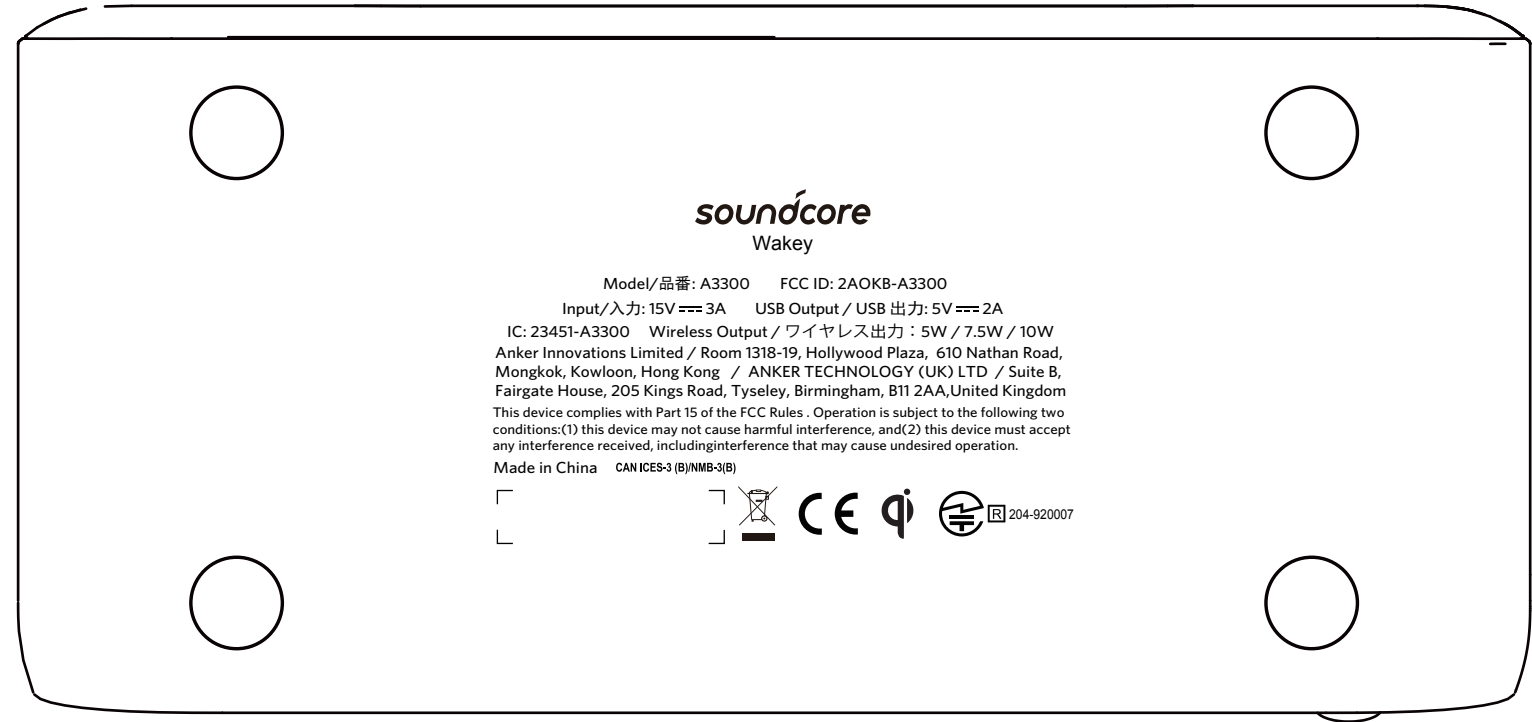 soundcore
Wakey
Model/品番: A3300 FCC ID: 2AOKB-A3300
Input/入力: 15V⎓3A USB Output / USB 出力: 5V⎓2A
IC: 23451-A3300 Wireless Output / ワイヤレス出力：5W / 7.5W / 10W
Anker Innovations Limited / Room 1318-19, Hollywood Plaza, 610 Nathan Road,
Mongkok, Kowloon, Hong Kong / ANKER TECHNOLOGY (UK) LTD / Suite B,
Fairgate House, 205 Kings Road, Tyseley, Birmingham, B11 2AA,United Kingdom
This device complies with Part 15 of the FCC Rules . Operation is subject to the following two
conditions:(1) this device may not cause harmful interference, and(2) this device must accept
any interference received, includinginterference that may cause undesired operation.
Made in China CAN ICES-3 (B)/NMB-3(B)
CE qi R 204-920007